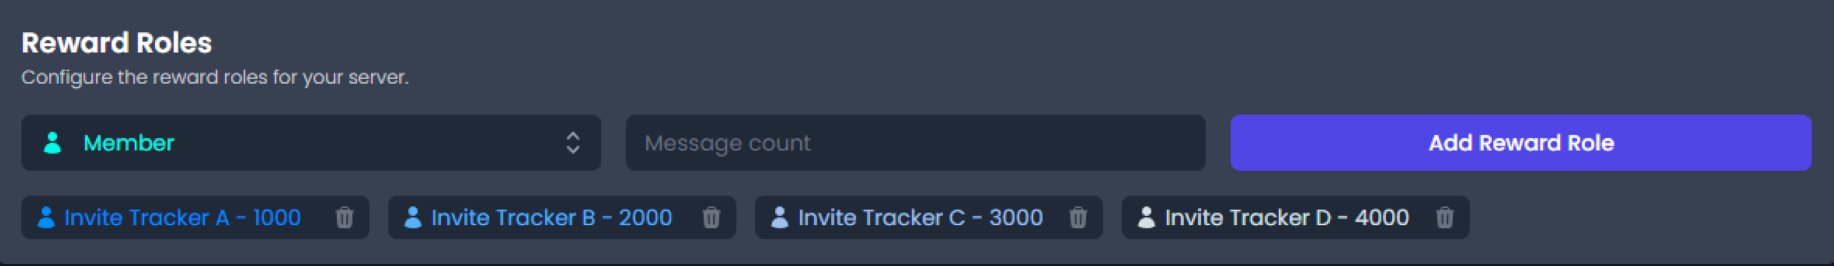 Reward Roles
Configure the reward roles for your server.
Member Message count Add Reward Role
Invite Tracker A - 1000 Invite Tracker B - 2000 Invite Tracker C - 3000 Invite Tracker D - 4000